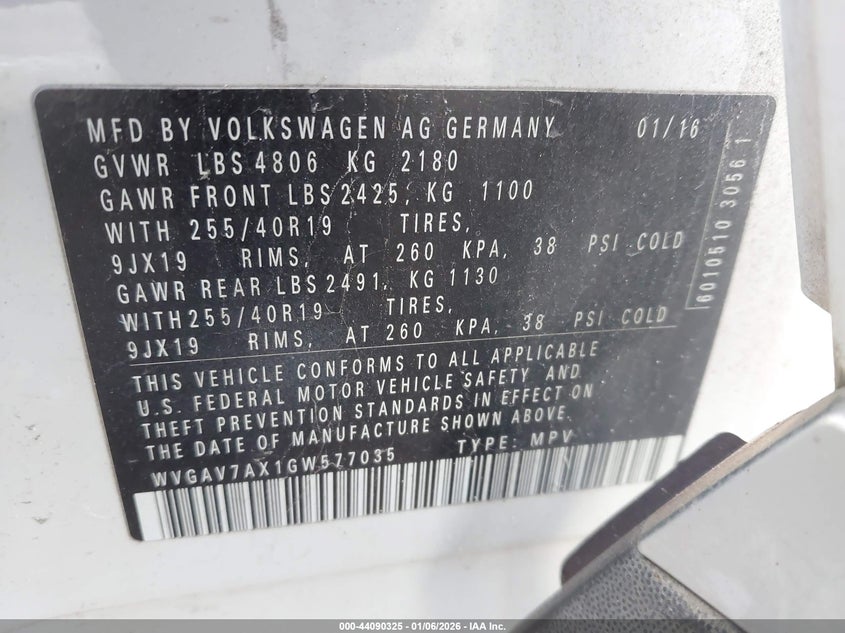 MFD BY VOLKSWAGEN AG GERMANY 01/16
GVWR LBS 4806 KG 2180
GAWR FRONT LBS 2425, KG 1100
WITH 255/40R19 TIRES,
9JX19 RIMS, AT 260 KPA, 38 PSI COLD
GAWR REAR LBS 2491, KG 1130
WITH 255/40R19 TIRES,
9JX19 RIMS, AT 260 KPA, 38 PSI COLD
THIS VEHICLE CONFORMS TO ALL APPLICABLE
U.S. FEDERAL MOTOR VEHICLE SAFETY AND
THEFT PREVENTION STANDARDS IN EFFECT ON
THE DATE OF MANUFACTURE SHOWN ABOVE.
WVGAV7AX1GW577035 TYPE: MPV
6010510 3056 1
000-44090325 - 01/06/2026 - IAA Inc.